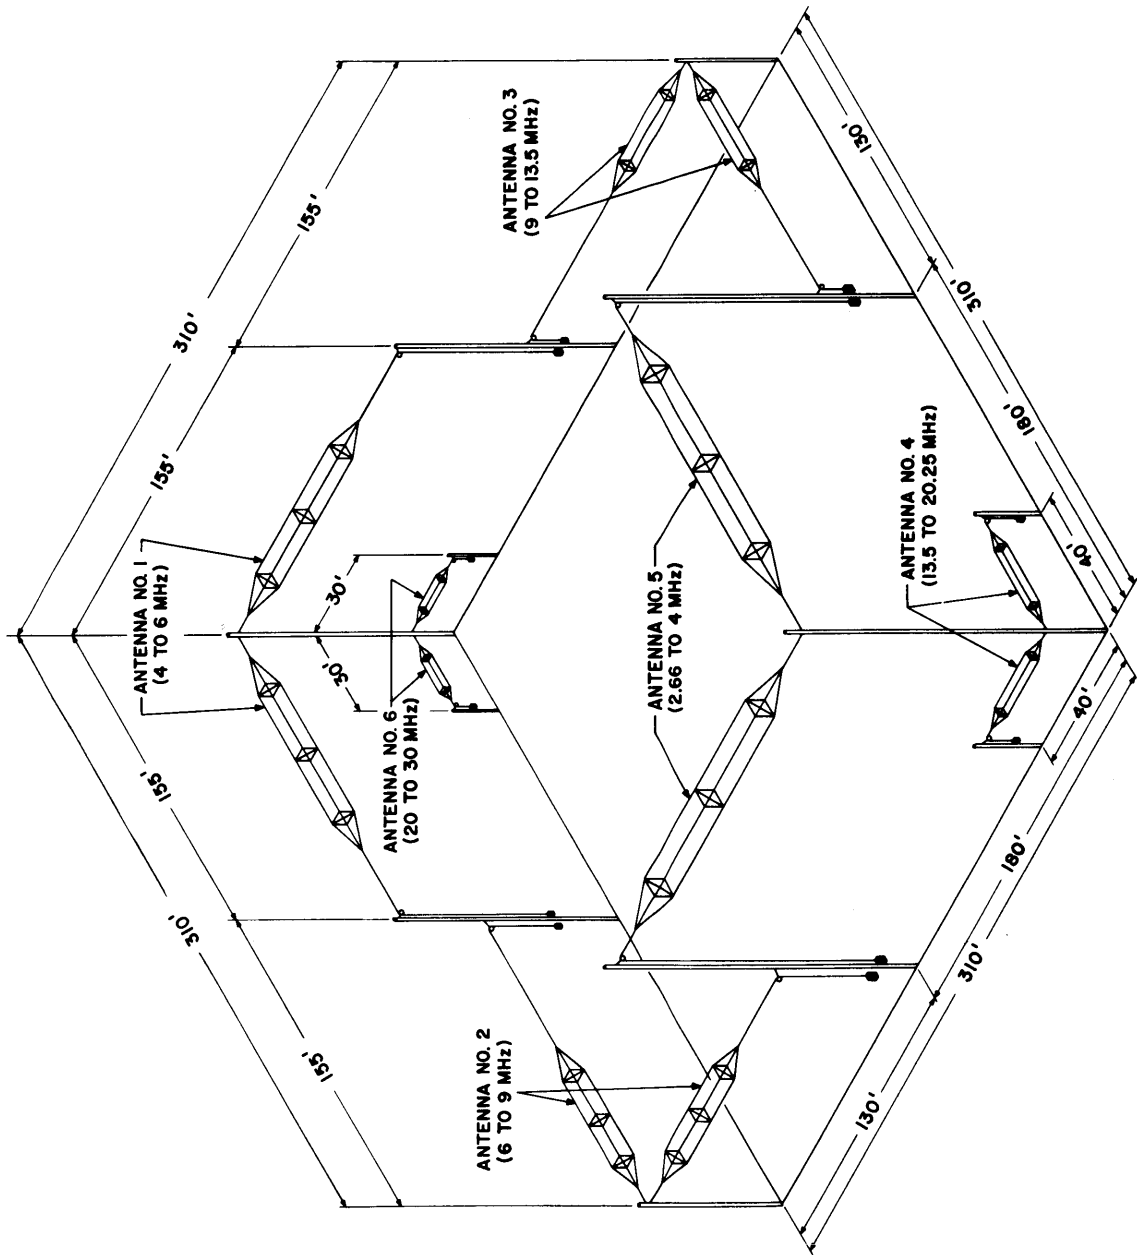 310'
155'
155'
310'
155'
155'
ANTENNA NO. 1
(4 TO 6 MHz)
ANTENNA NO. 3
(9 TO 13.5 MHz)
30'
30'
ANTENNA NO. 6
(20 TO 30 MHz)
ANTENNA NO. 2
(6 TO 9 MHz)
ANTENNA NO. 5
(2.66 TO 4 MHz)
ANTENNA NO. 4
(13.5 TO 20.25 MHz)
130'
310'
180'
40'
40'
180'
310'
130'